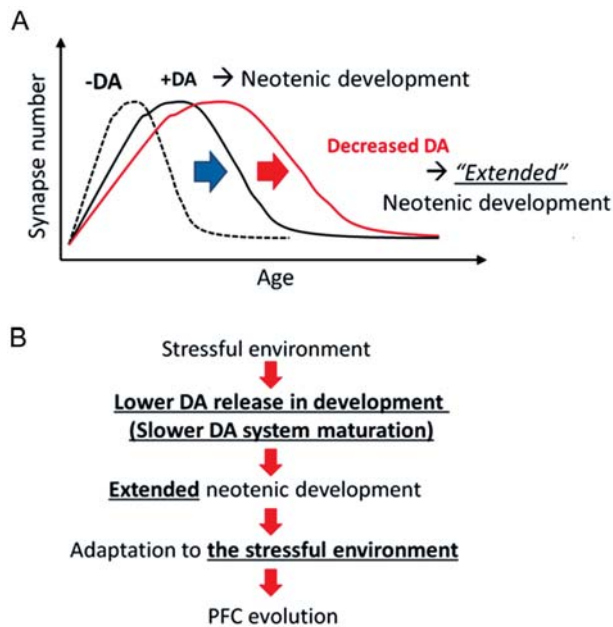 A
-DA
+DA → Neotenic development
Decreased DA
→ "Extended"
Neotenic development
Synapse number
Age
B
Stressful environment
Lower DA release in development
(Slower DA system maturation)
Extended neotenic development
Adaptation to the stressful environment
PFC evolution